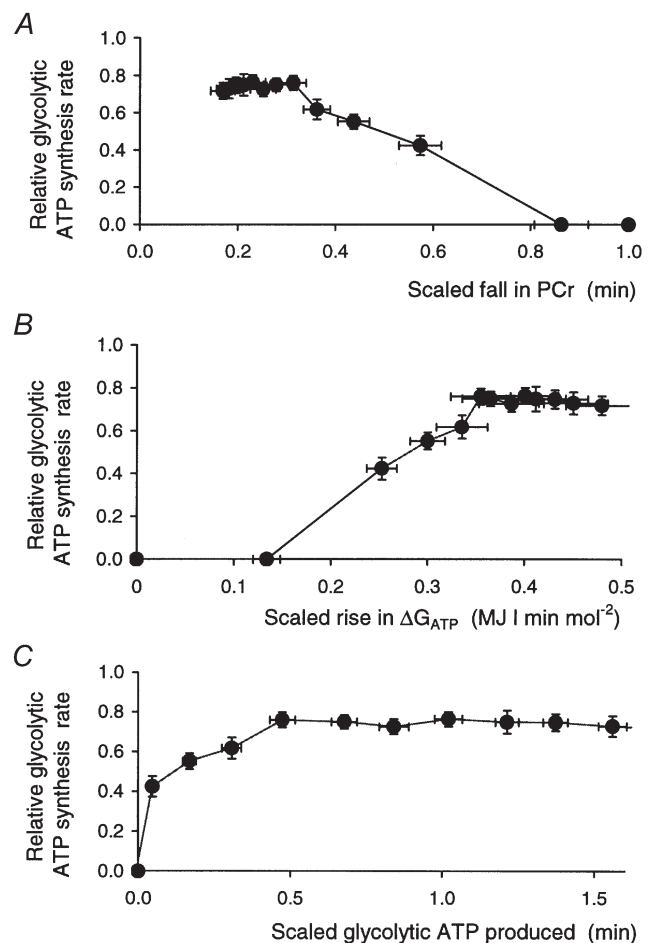 A
Relative glycolytic
ATP synthesis rate
1.0
0.8
0.6
0.4
0.2
0.0
0.0 0.2 0.4 0.6 0.8 1.0
Scaled fall in PCr (min)
B
Relative glycolytic
ATP synthesis rate
1.0
0.8
0.6
0.4
0.2
0.0
0 0.1 0.2 0.3 0.4 0.5
Scaled rise in ΔG_ATP (MJ l min mol⁻²)
C
Relative glycolytic
ATP synthesis rate
1.0
0.8
0.6
0.4
0.2
0.0
0.0 0.5 1.0 1.5
Scaled glycolytic ATP produced (min)